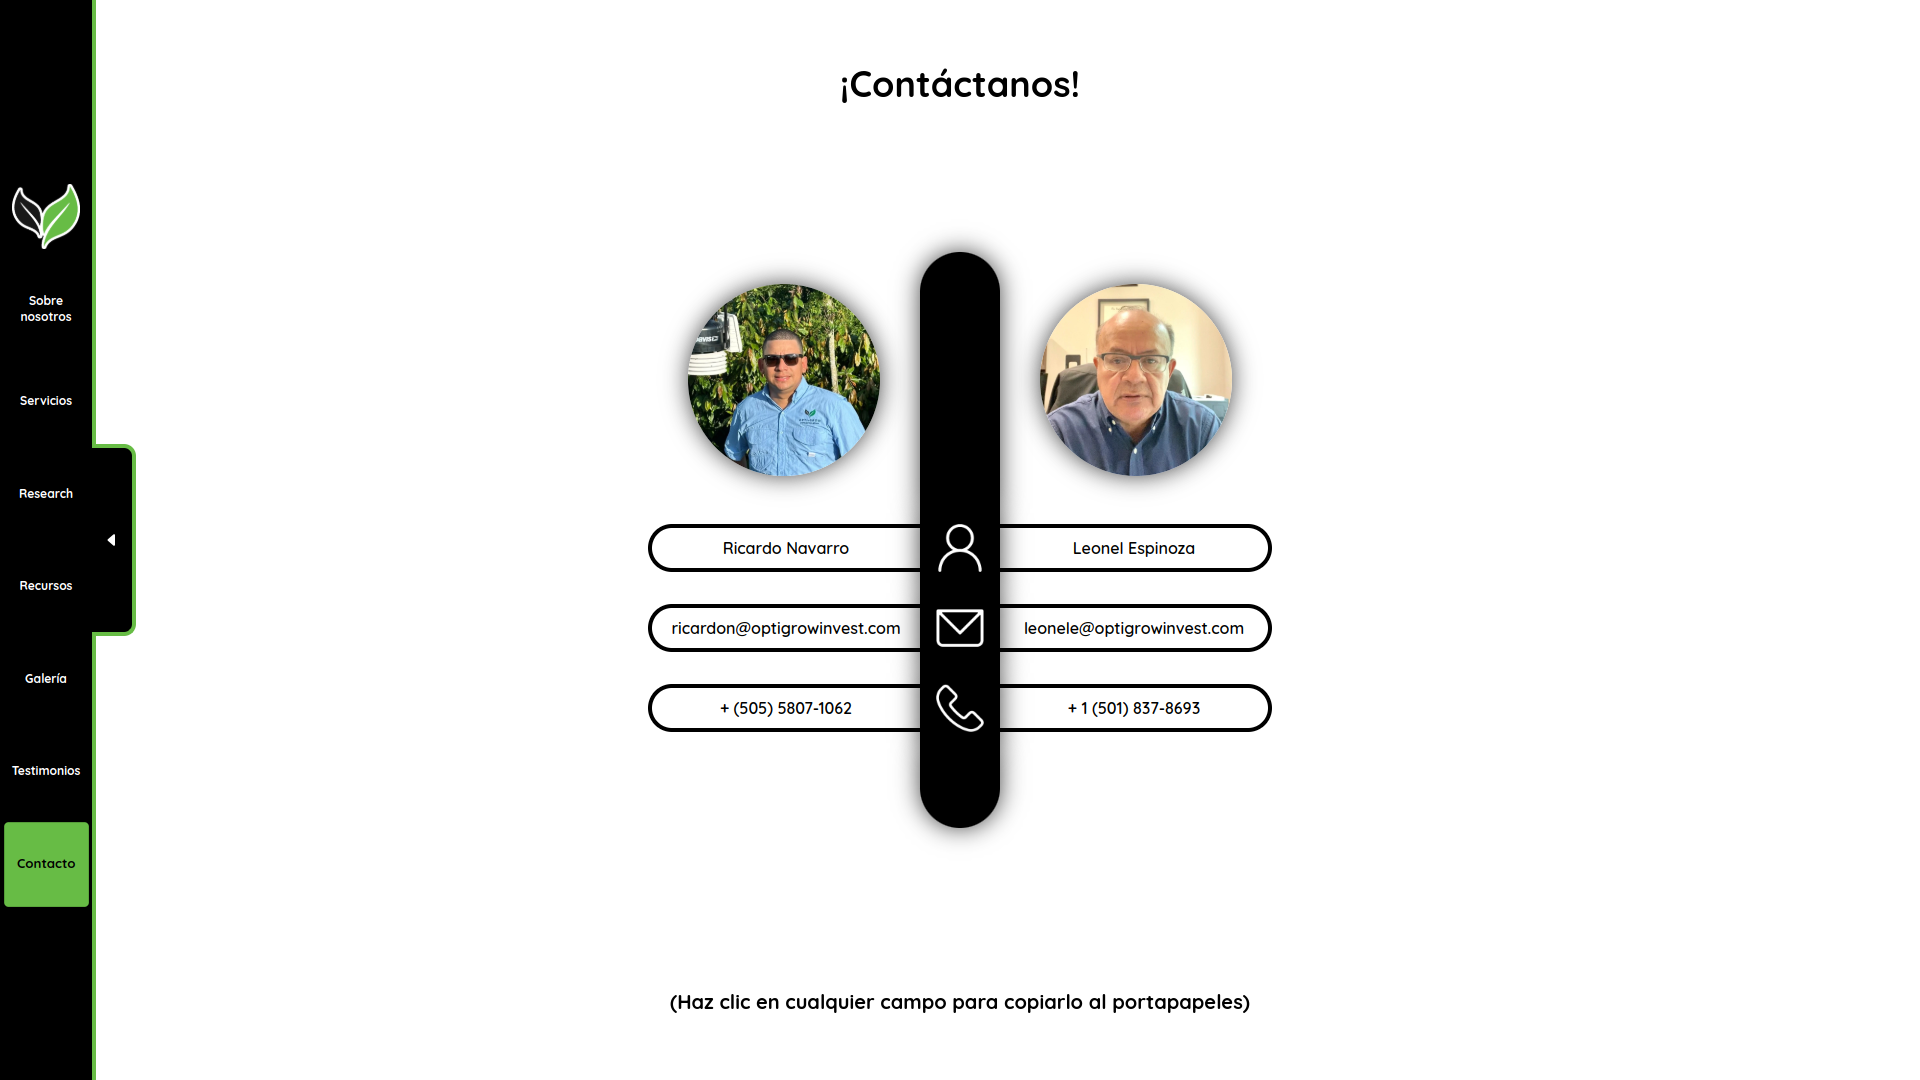 ¡Contáctanos!
Sobre
nosotros
Servicios
Research
Recursos
Galería
Testimonios
Contacto
Ricardo Navarro
Leonel Espinoza
ricardon@optigrowinvest.com
leonele@optigrowinvest.com
+ (505) 5807-1062
+ 1 (501) 837-8693
(Haz clic en cualquier campo para copiarlo al portapapeles)